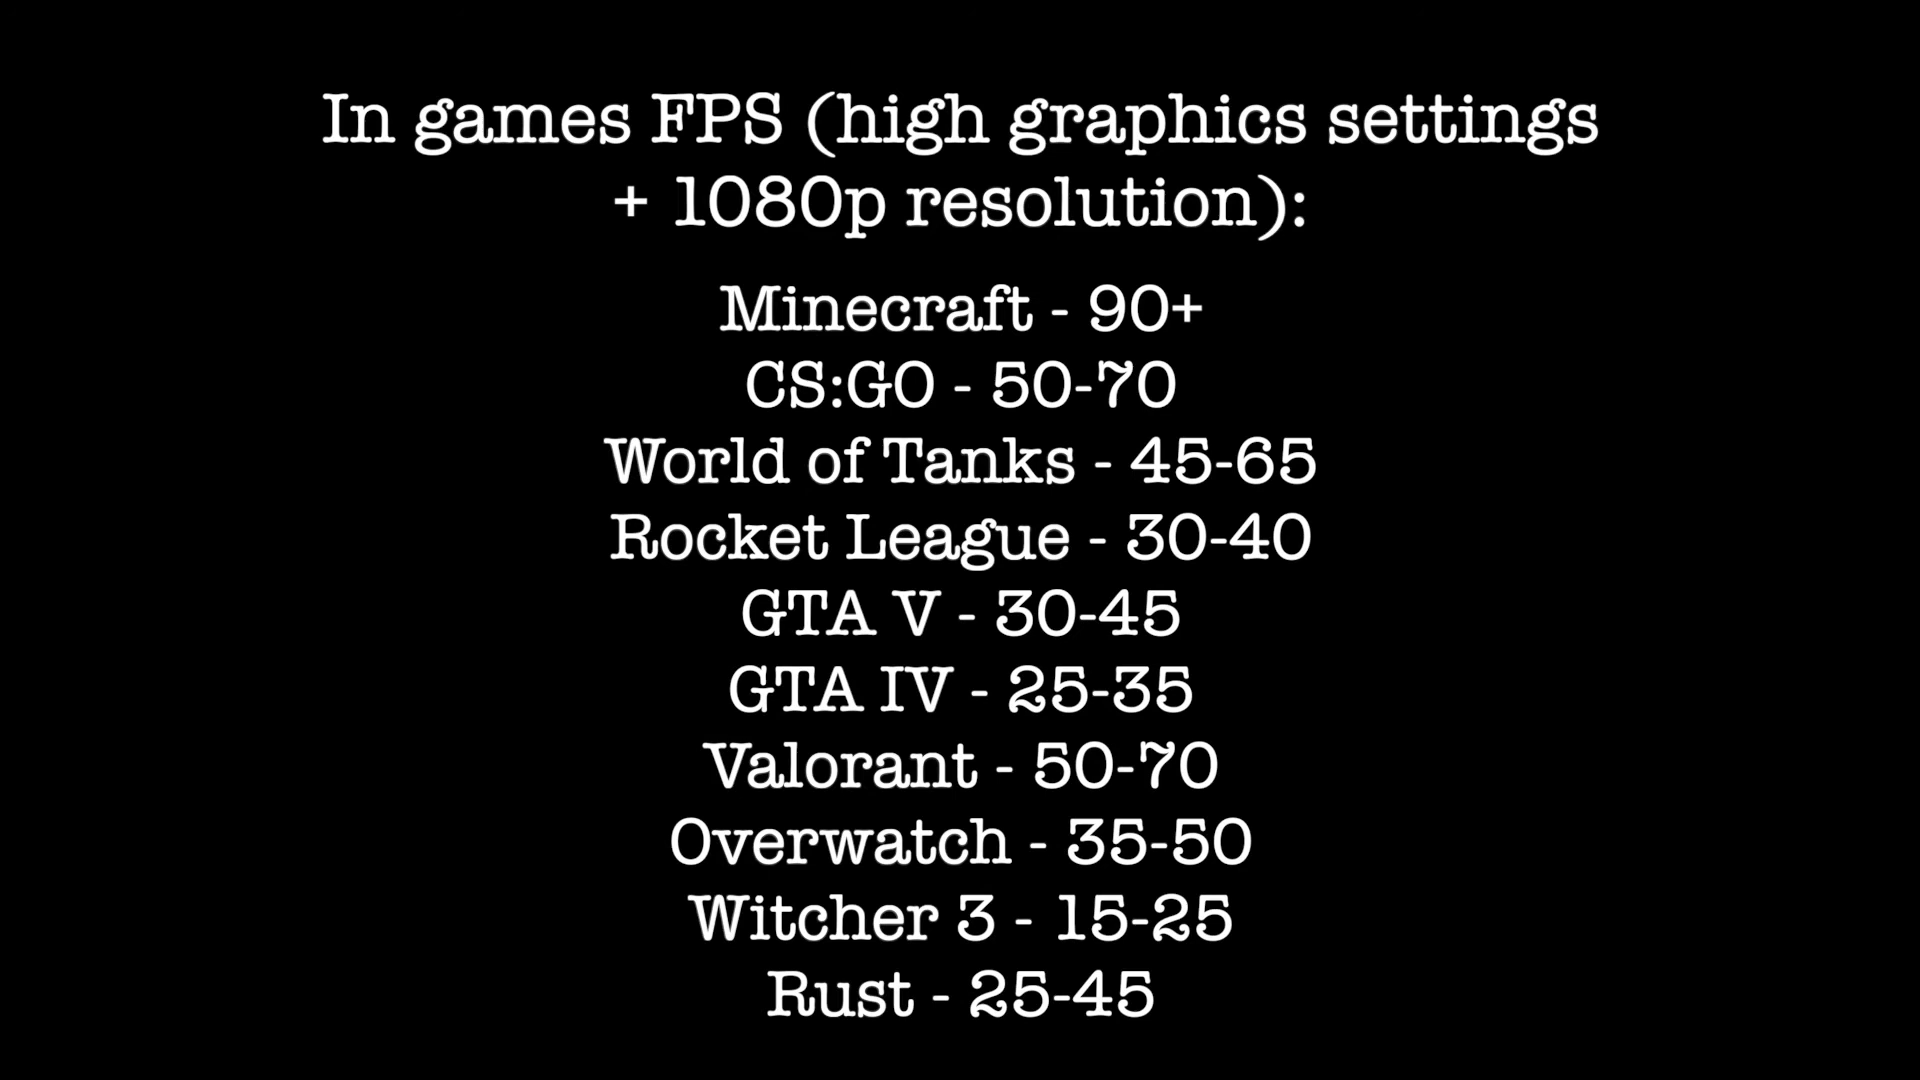 In games FPS (high graphics settings
+ 1080p resolution):
Minecraft - 90+
CS:GO - 50-70
World of Tanks - 45-65
Rocket League - 30-40
GTA V - 30-45
GTA IV - 25-35
Valorant - 50-70
Overwatch - 35-50
Witcher 3 - 15-25
Rust - 25-45